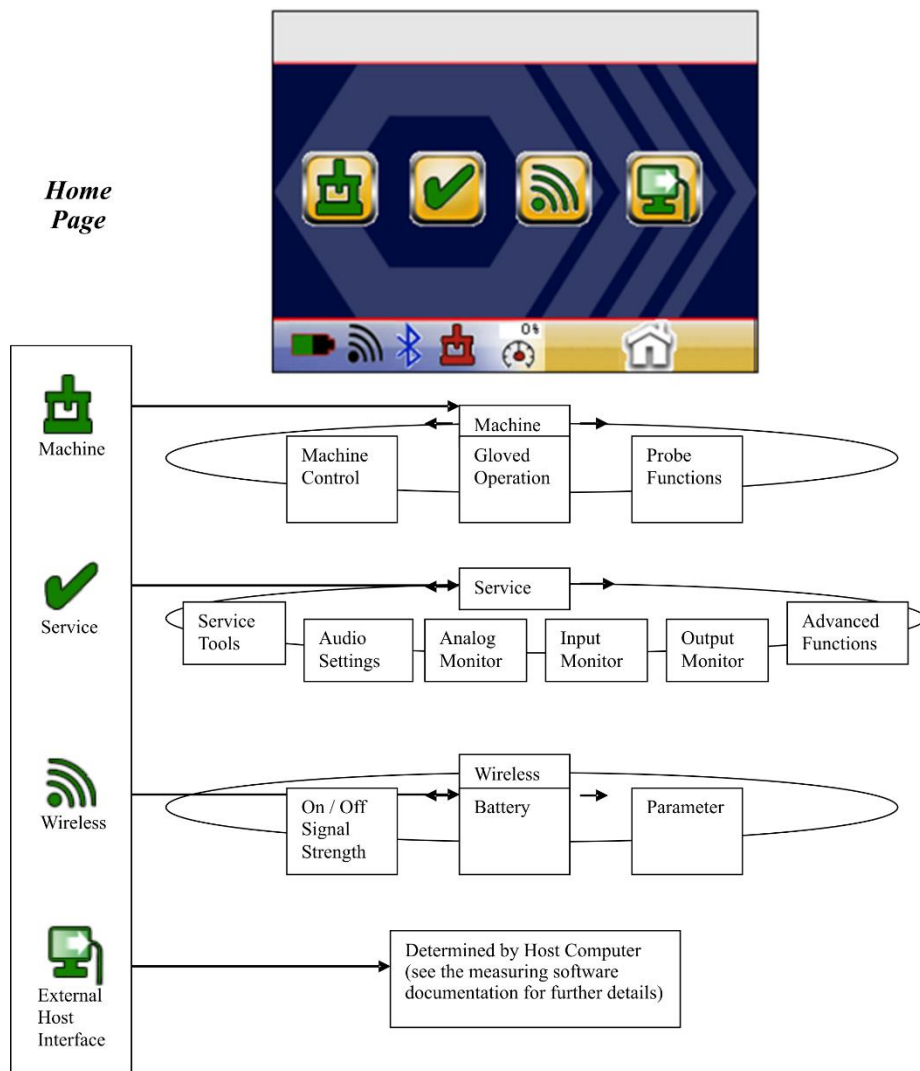 Home
Page
0%
Machine
Machine
Machine
Control
Gloved
Operation
Probe
Functions
Service
Service
Service
Tools
Audio
Settings
Analog
Monitor
Input
Monitor
Output
Monitor
Advanced
Functions
Wireless
Wireless
On / Off
Signal
Strength
Battery
Parameter
External
Host
Interface
Determined by Host Computer
(see the measuring software
documentation for further details)